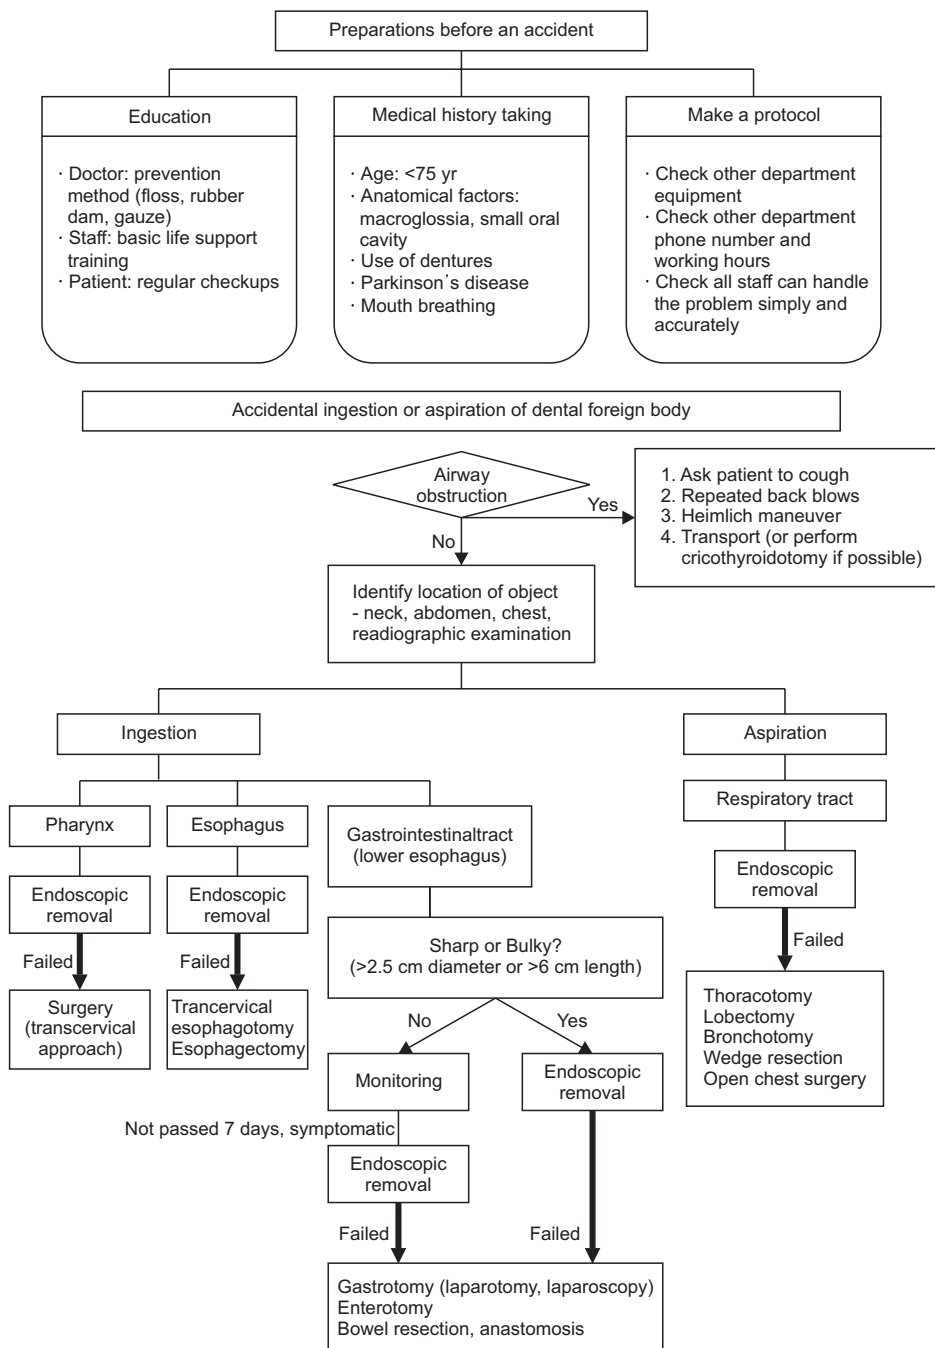 Preparations before an accident
Education
· Doctor: prevention
method (floss, rubber
dam, gauze)
· Staff: basic life support
training
· Patient: regular checkups
Medical history taking
· Age: <75 yr
· Anatomical factors:
macroglossia, small oral
cavity
· Use of dentures
· Parkinson´s disease
· Mouth breathing
Make a protocol
· Check other department
equipment
· Check other department
phone number and
working hours
· Check all staff can handle
the problem simply and
accurately
Accidental ingestion or aspiration of dental foreign body
Airway
obstruction
Yes
1. Ask patient to cough
2. Repeated back blows
3. Heimlich maneuver
4. Transport (or perform
cricothyroidotomy if possible)
No
Identify location of object
- neck, abdomen, chest,
readiographic examination
Ingestion
Aspiration
Pharynx
Endoscopic
removal
Failed
Surgery
(transcervical
approach)
Esophagus
Endoscopic
removal
Failed
Trancervical
esophagotomy
Esophagectomy
Gastrointestinaltract
(lower esophagus)
Sharp or Bulky?
(>2.5 cm diameter or >6 cm length)
No
Yes
Monitoring
Endoscopic
removal
Not passed 7 days, symptomatic
Endoscopic
removal
Failed
Failed
Gastrotomy (laparotomy, laparoscopy)
Enterotomy
Bowel resection, anastomosis
Respiratory tract
Endoscopic
removal
Failed
Thoracotomy
Lobectomy
Bronchotomy
Wedge resection
Open chest surgery